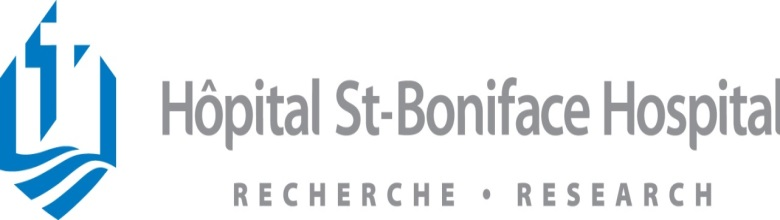 Hôpital St-Boniface Hospital
RECHERCHE • RESEARCH